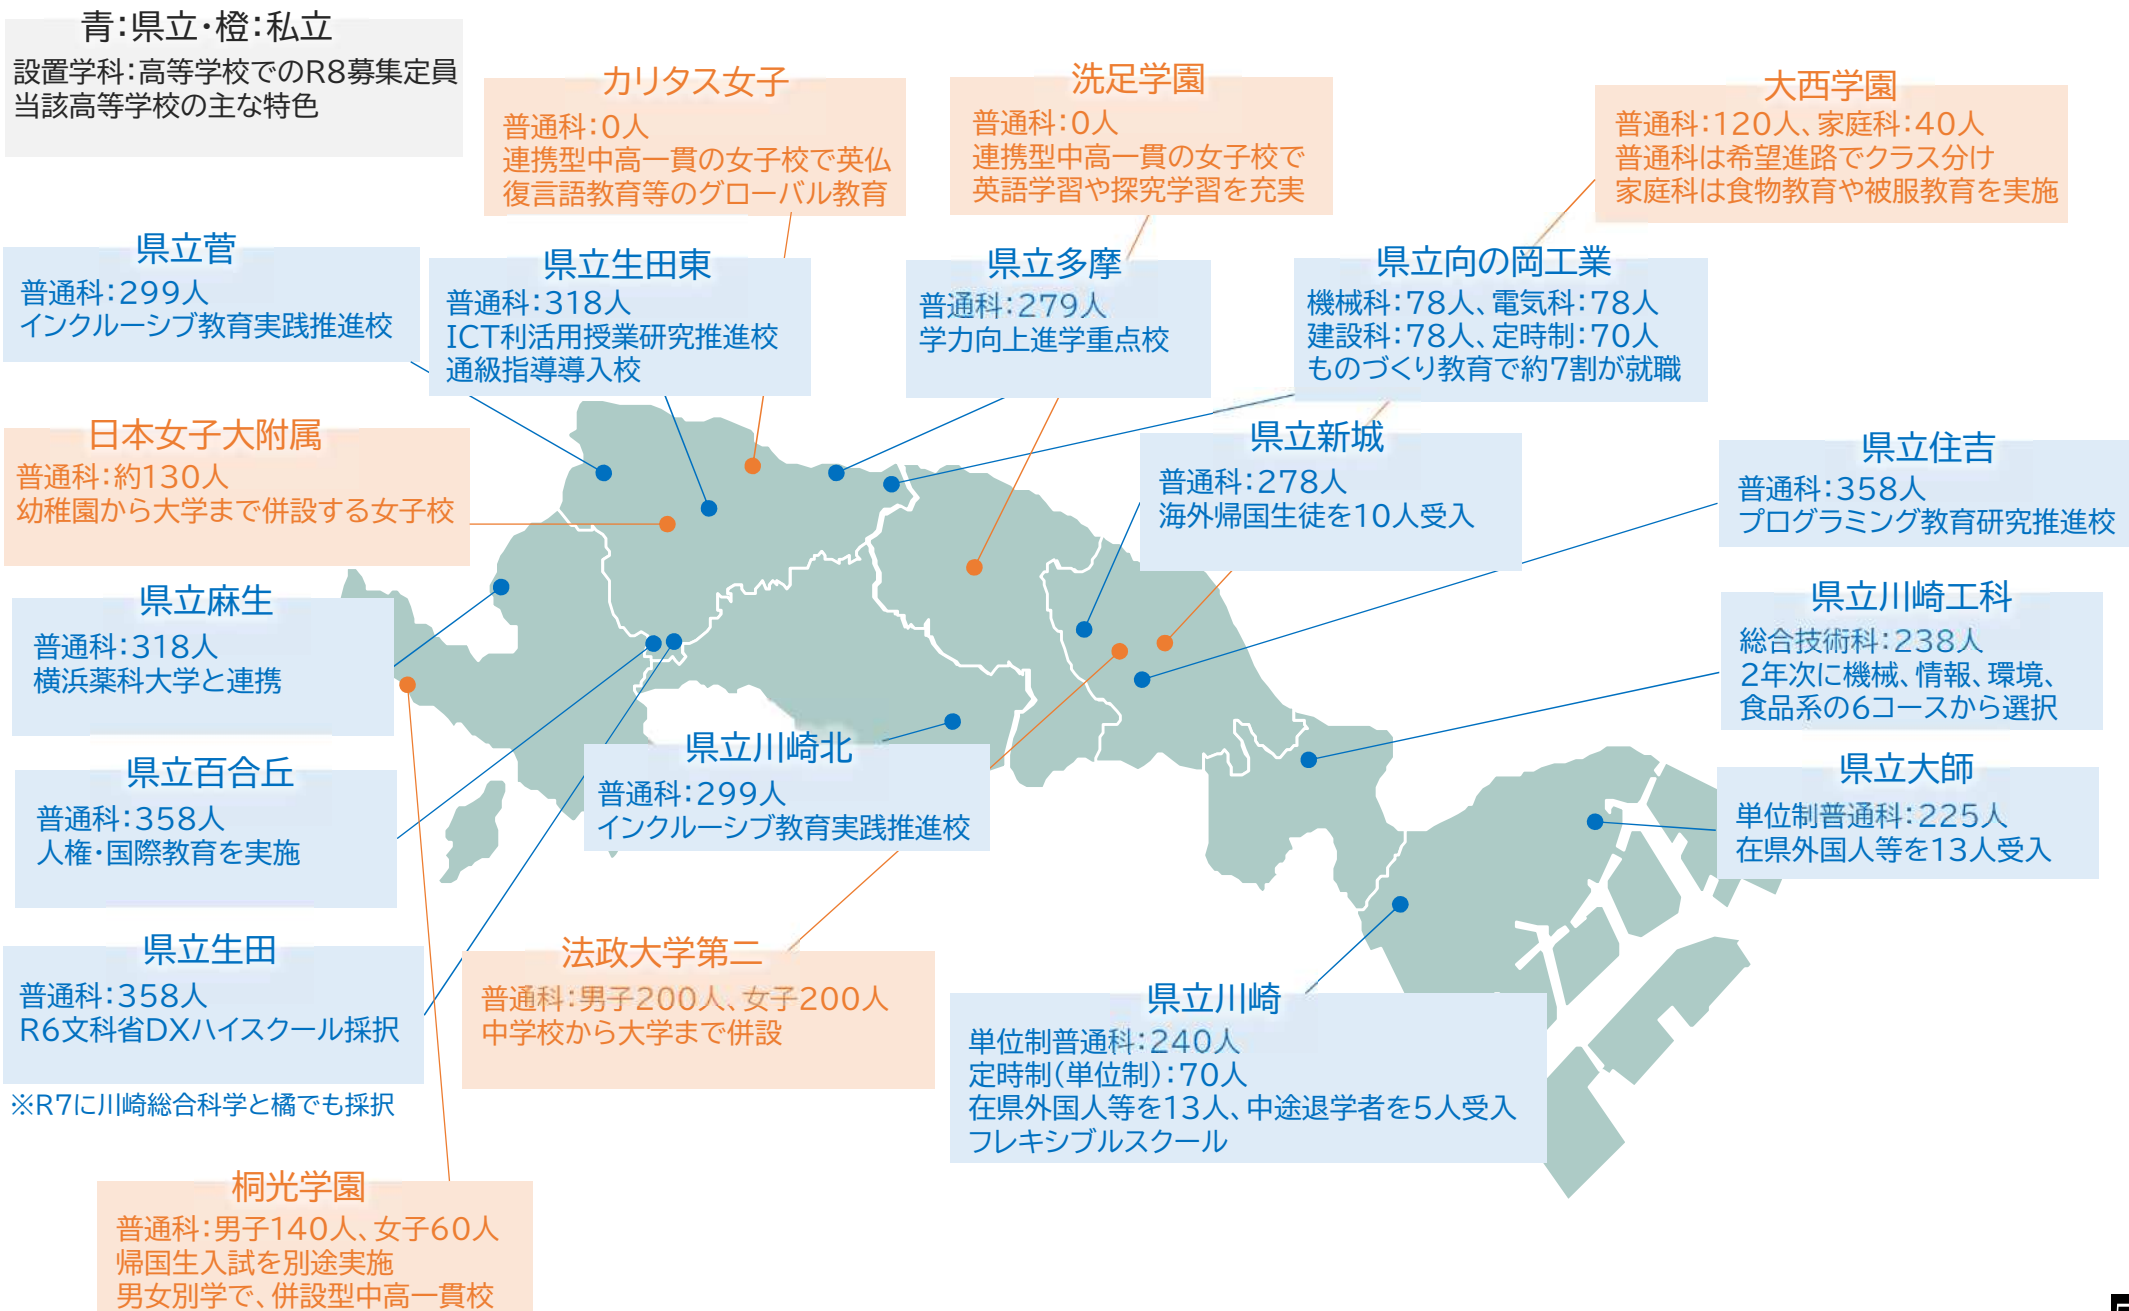 青：県立・橙：私立
設置学科：高等学校でのR8募集定員
当該高等学校の主な特色
カリタス女子
普通科：0人
連携型中高一貫の女子校で英仏
復言語教育等のグローバル教育
洗足学園
普通科：0人
連携型中高一貫の女子校で
英語学習や探究学習を充実
大西学園
普通科：120人、家庭科：40人
普通科は希望進路でクラス分け
家庭科は食物教育や被服教育を実施
県立菅
普通科：299人
インクルーシブ教育実践推進校
県立生田東
普通科：318人
ICT利活用授業研究推進校
通級指導導入校
県立多摩
普通科：279人
学力向上進学重点校
県立向の岡工業
機械科：78人、電気科：78人
建設科：78人、定時制：70人
ものづくり教育で約7割が就職
日本女子大附属
普通科：約130人
幼稚園から大学まで併設する女子校
県立新城
普通科：278人
海外帰国生徒を10人受入
県立住吉
普通科：358人
プログラミング教育研究推進校
県立麻生
普通科：318人
横浜薬科大学と連携
県立川崎工科
総合技術科：238人
2年次に機械、情報、環境、
食品系の6コースから選択
県立百合丘
普通科：358人
人権・国際教育を実施
県立川崎北
普通科：299人
インクルーシブ教育実践推進校
県立大師
単位制普通科：225人
在県外国人等を13人受入
県立生田
普通科：358人
R6文科省DXハイスクール採択
※R7に川崎総合科学と橘でも採択
法政大学第二
普通科：男子200人、女子200人
中学校から大学まで併設
県立川崎
単位制普通科：240人
定時制（単位制）：70人
在県外国人等を13人、中途退学者を5人受入
フレキシブルスクール
桐光学園
普通科：男子140人、女子60人
帰国生入試を別途実施
男女別学で、併設型中高一貫校